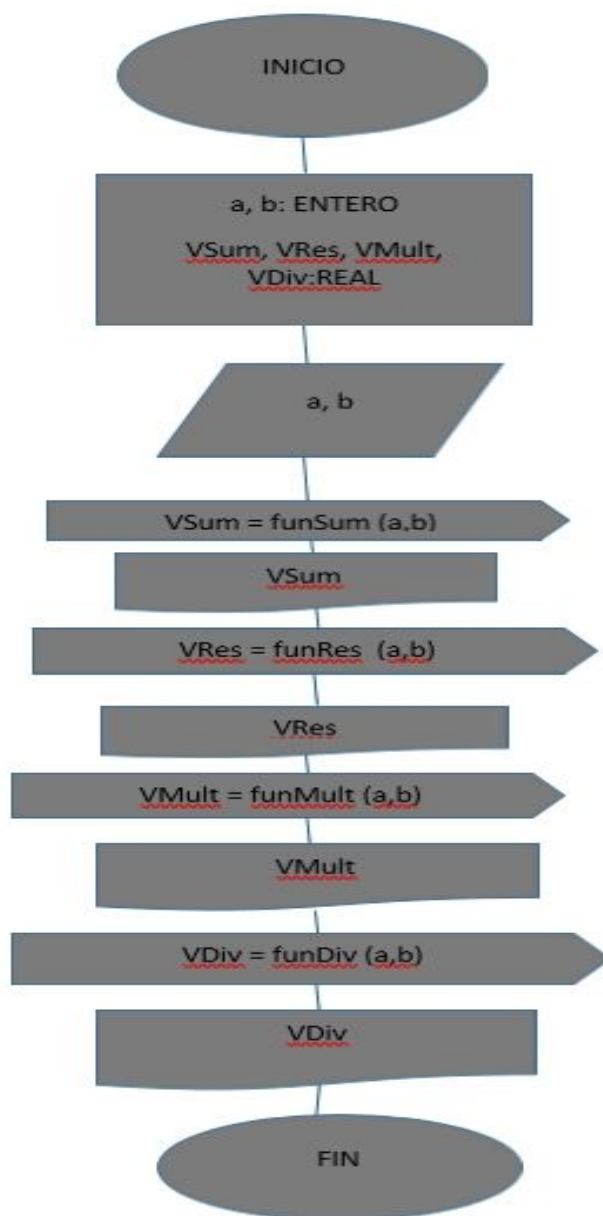 INICIO
a, b: ENTERO
VSum, VRes, VMult,
VDiv:REAL
a, b
VSum = funSum (a,b)
VSum
VRes = funRes (a,b)
VRes
VMult = funMult (a,b)
VMult
VDiv = funDiv (a,b)
VDiv
FIN